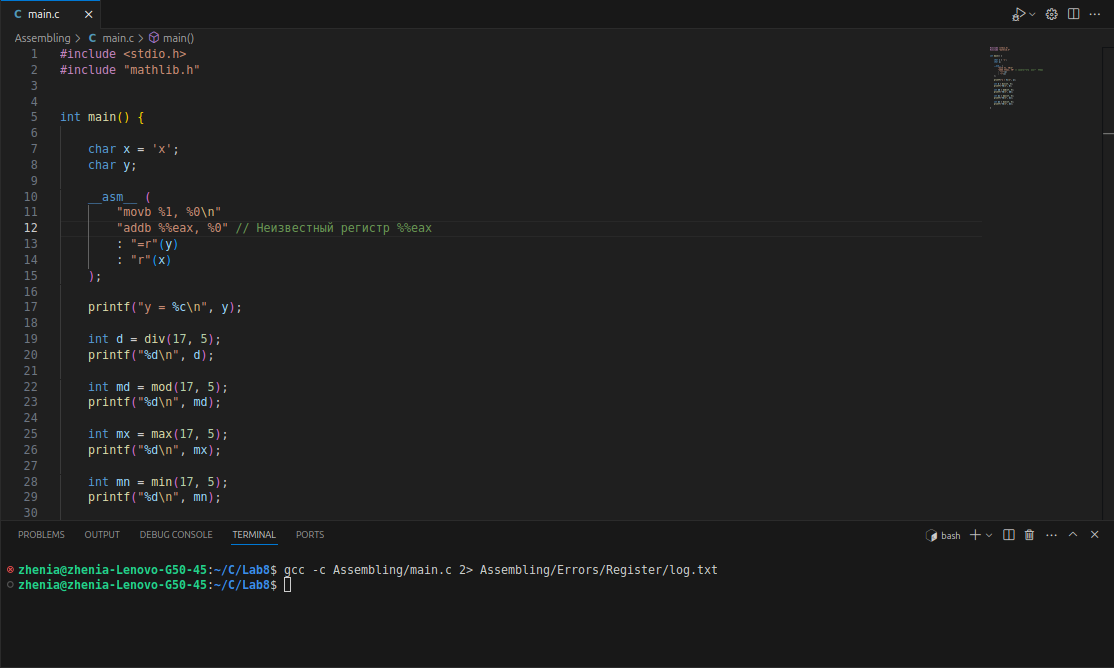 C main.c
Assembling > C main.c > main()
1 #include <stdio.h>
2 #include "mathlib.h"
3
4
5 int main() {
6
7 char x = 'x';
8 char y;
9
10 __asm__ (
11 "movb %1, %0\n"
12 "addb %%eax, %0" // Неизвестный регистр %%eax
13 : "=r"(y)
14 : "r"(x)
15 );
16
17 printf("y = %c\n", y);
18
19 int d = div(17, 5);
20 printf("%d\n", d);
21
22 int md = mod(17, 5);
23 printf("%d\n", md);
24
25 int mx = max(17, 5);
26 printf("%d\n", mx);
27
28 int mn = min(17, 5);
29 printf("%d\n", mn);
30
PROBLEMS OUTPUT DEBUG CONSOLE TERMINAL PORTS bash
zhenia@zhenia-Lenovo-G50-45:~/C/Lab8$ gcc -c Assembling/main.c 2> Assembling/Errors/Register/log.txt
zhenia@zhenia-Lenovo-G50-45:~/C/Lab8$